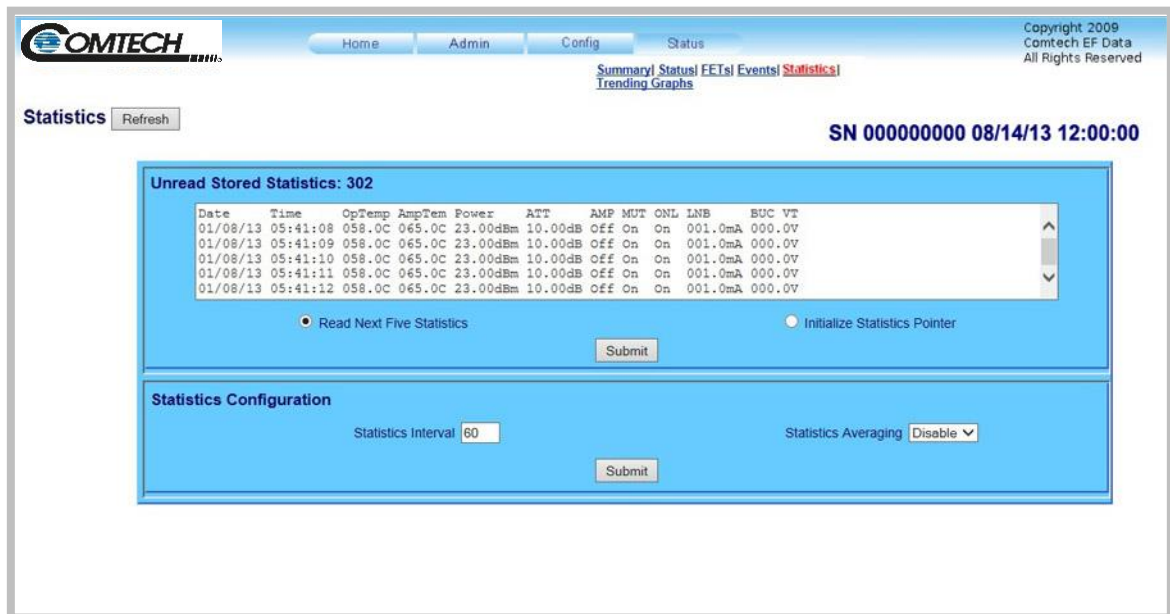 COMTECH
Home Admin Config Status
Copyright 2009
Comtech EF Data
All Rights Reserved
Summary| Status| FETs| Events| Statistics|
Trending Graphs
Statistics Refresh
SN 000000000 08/14/13 12:00:00
Unread Stored Statistics: 302
Date Time OpTemp AmpTem Power ATT AMP MUT ONL LNB BUC VT
01/08/13 05:41:08 058.0C 065.0C 23.00dBm 10.00dB Off On On 001.0mA 000.0V
01/08/13 05:41:09 058.0C 065.0C 23.00dBm 10.00dB Off On On 001.0mA 000.0V
01/08/13 05:41:10 058.0C 065.0C 23.00dBm 10.00dB Off On On 001.0mA 000.0V
01/08/13 05:41:11 058.0C 065.0C 23.00dBm 10.00dB Off On On 001.0mA 000.0V
01/08/13 05:41:12 058.0C 065.0C 23.00dBm 10.00dB Off On On 001.0mA 000.0V
Read Next Five Statistics Initialize Statistics Pointer
Submit
Statistics Configuration
Statistics Interval 60 Statistics Averaging Disable
Submit